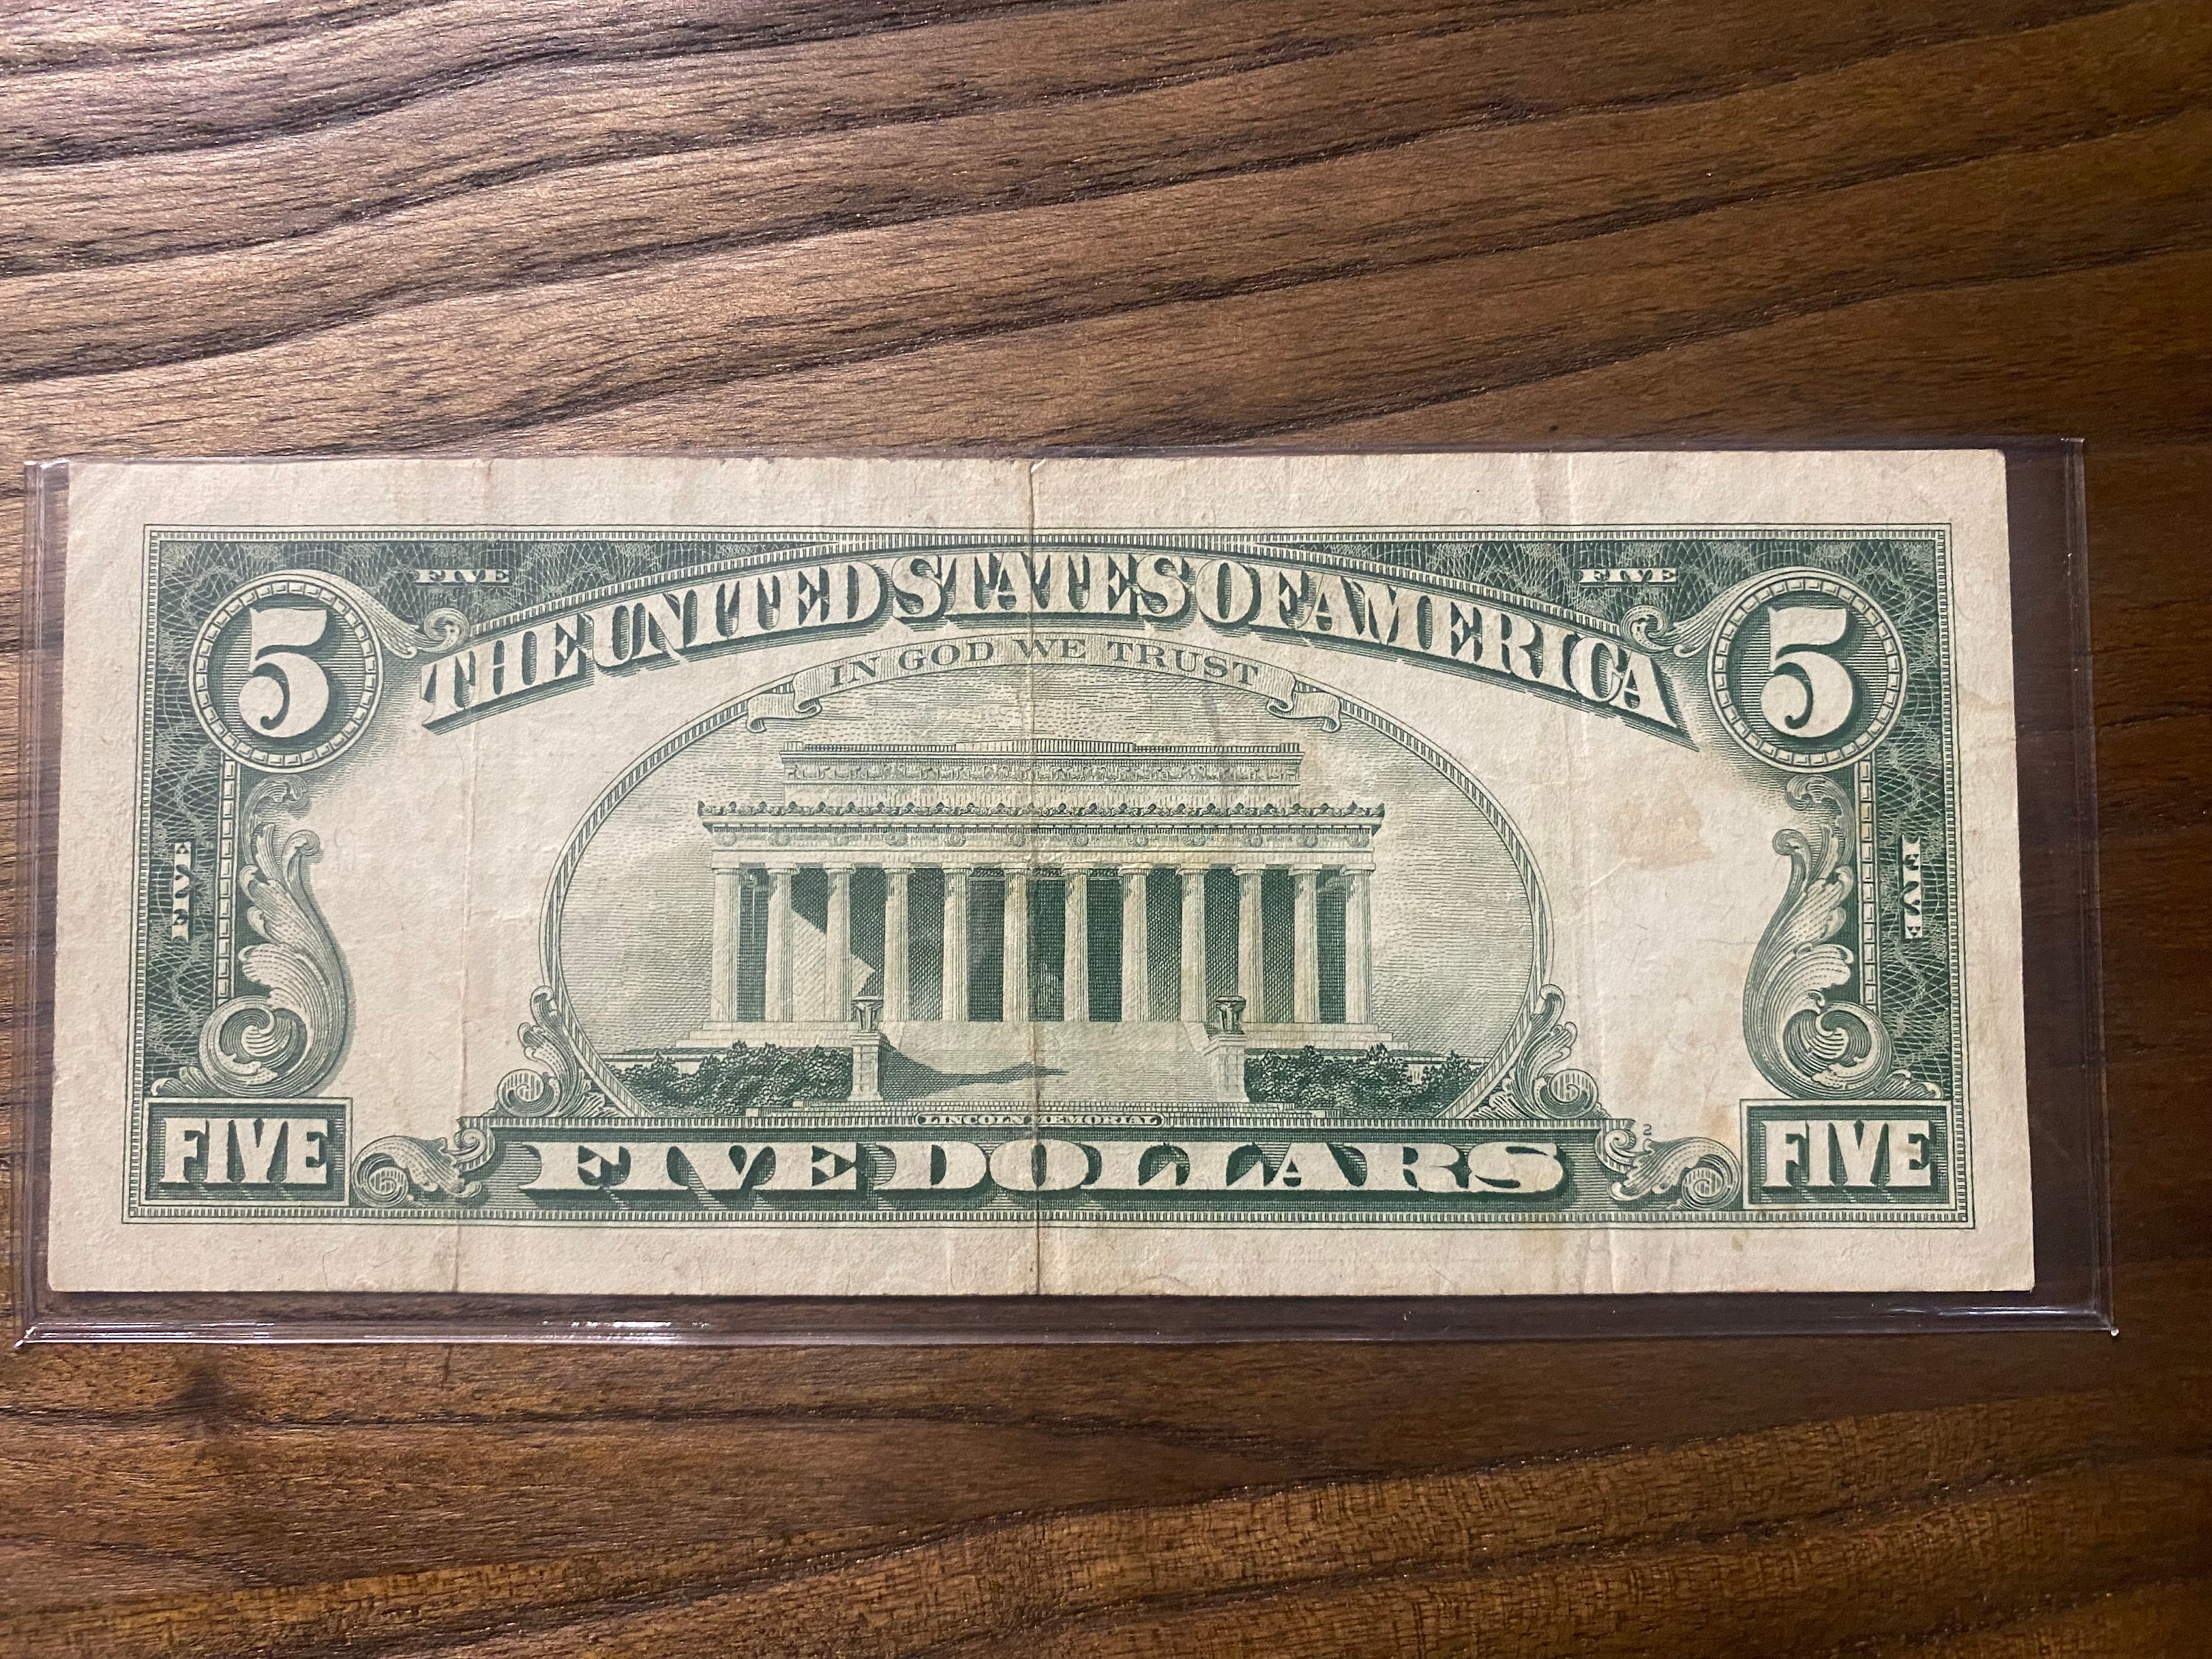 FIVE FIVE
5 THE UNITED STATES OF AMERICA 5
IN GOD WE TRUST
FIVE FIVE
LINCOLN MEMORIAL
2
FIVE FIVE DOLLARS FIVE